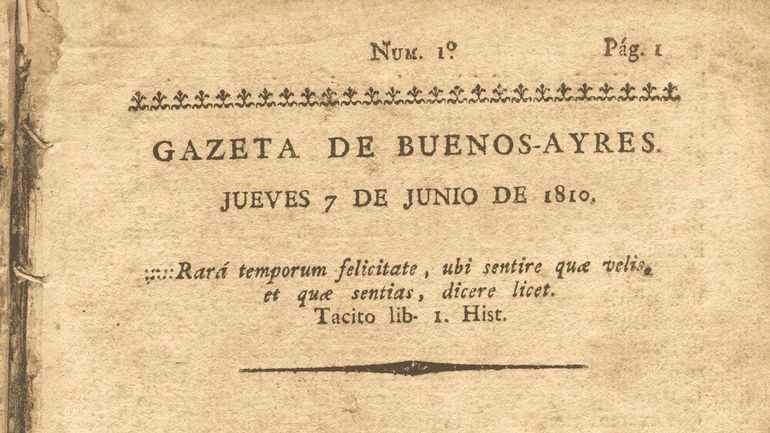 Num. 1º Pág. 1
GAZETA DE BUENOS-AYRES.
JUEVES 7 DE JUNIO DE 1810.
:::::Rará temporum felicitate, ubi sentire quæ velis,
et quæ sentias, dicere licet.
Tacito lib. 1. Hist.